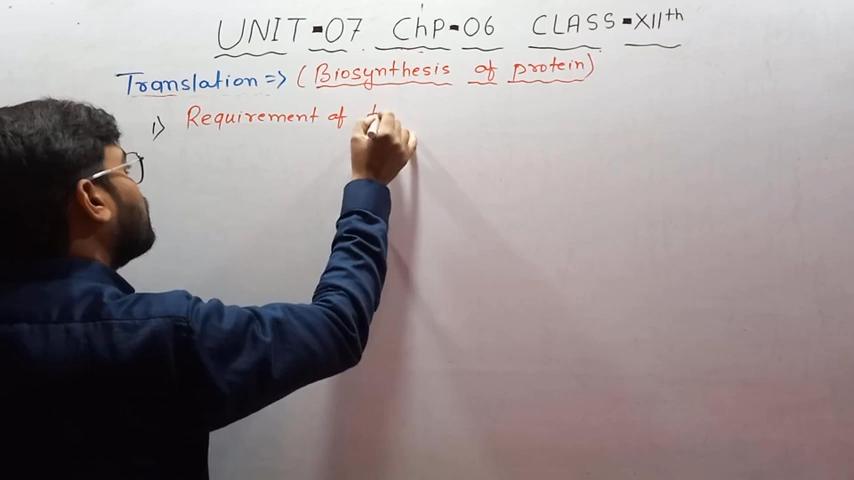 UNIT-07 ChP-06 CLASS-XIIth
Translation => (Biosynthesis of protein)
1) Requirement of t